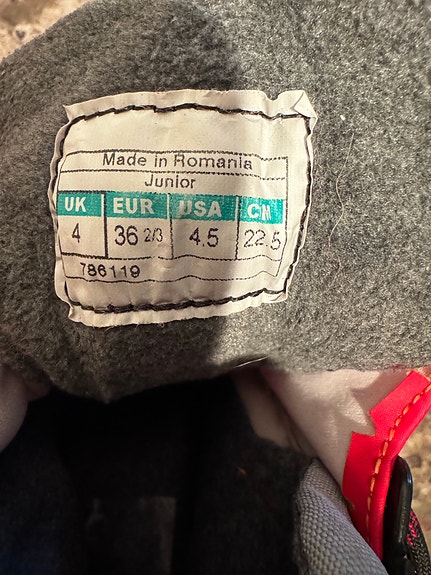 Made in Romania
Junior
UK EUR USA CM
4 36 2/3 4.5 22.5
786119